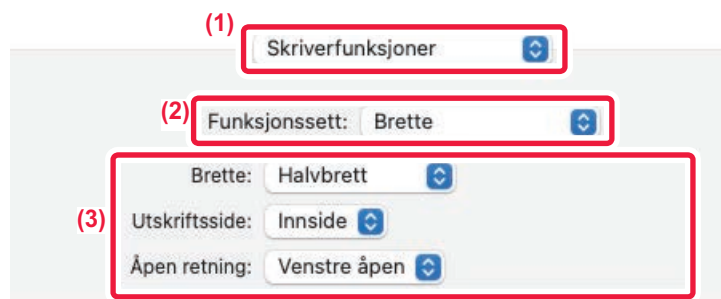 (1)
Skriverfunksjoner
(2) Funksjonssett: Brette
Brette: Halvbrett
(3) Utskriftsside: Innside
Åpen retning: Venstre åpen